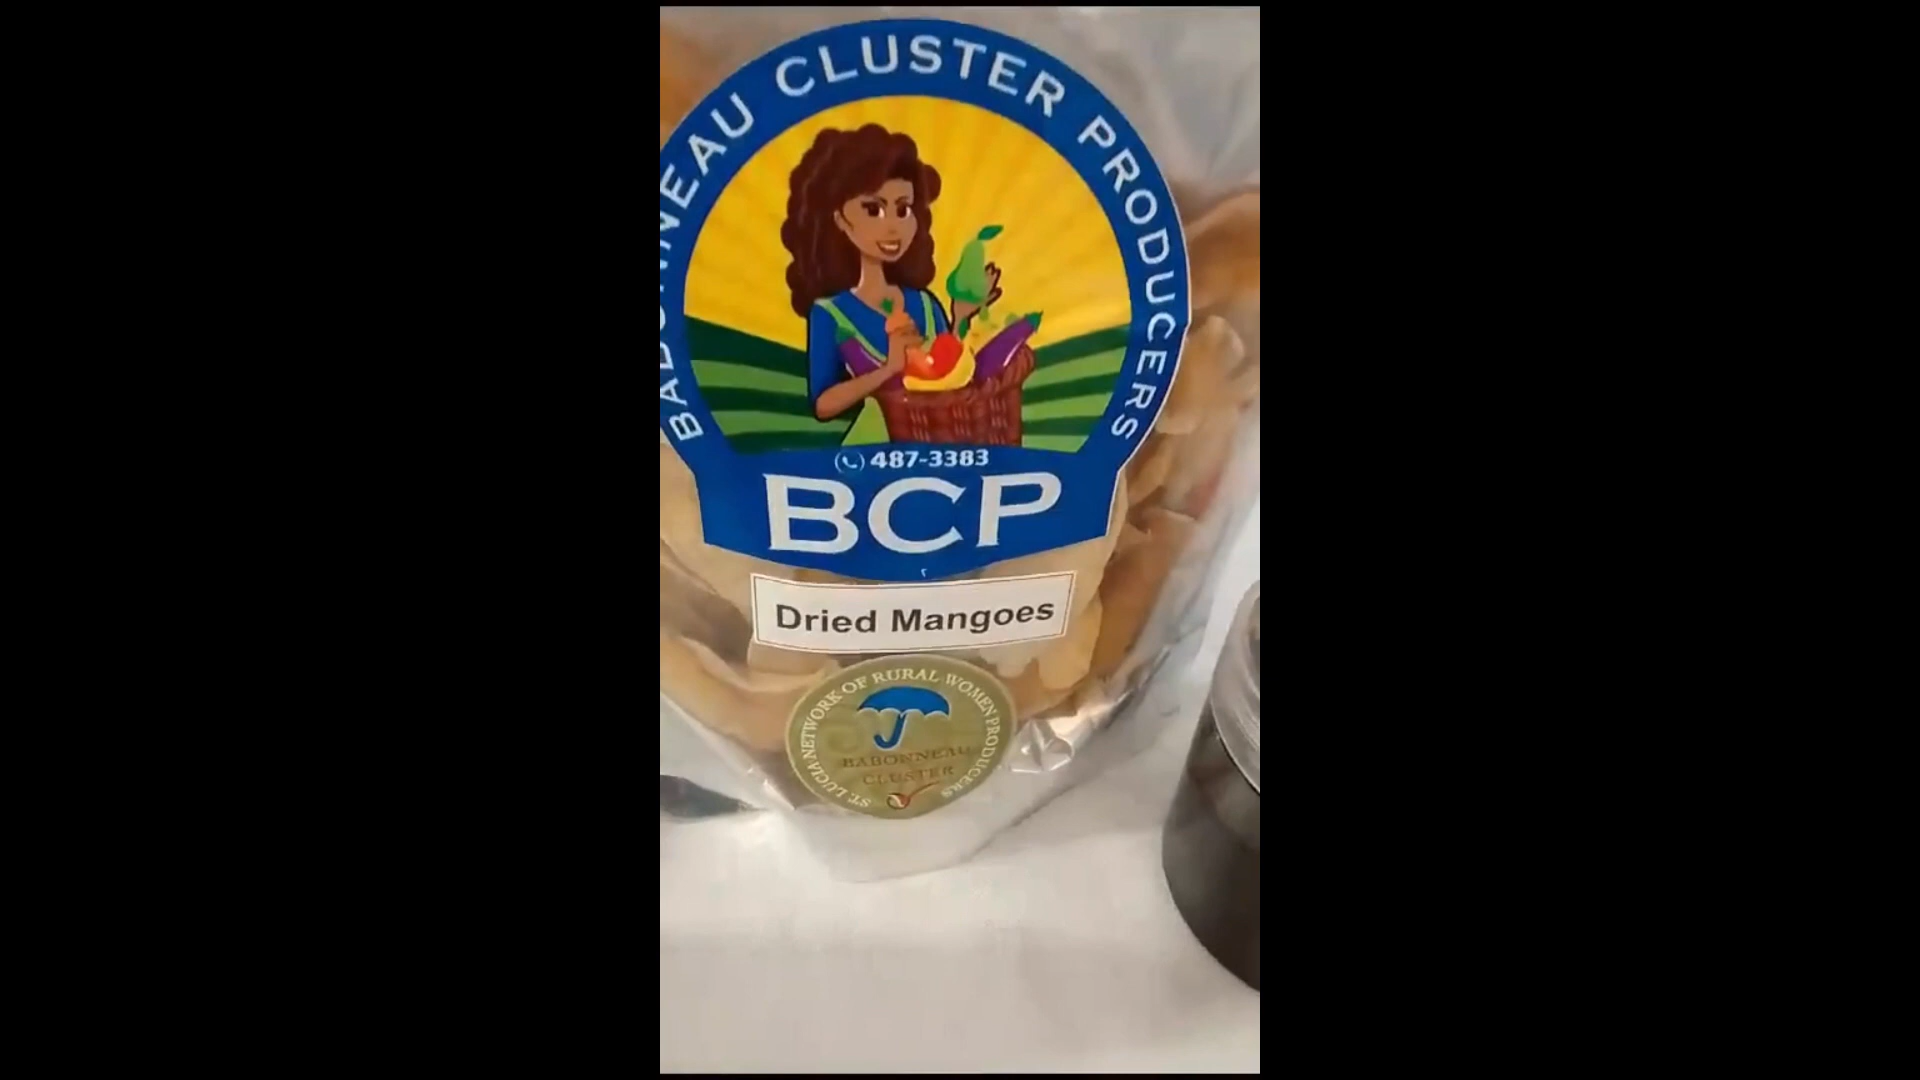 BABONNEAU CLUSTER PRODUCERS
487-3383
BCP
Dried Mangoes
ST. LUCIA NETWORK OF RURAL WOMEN PRODUCERS
BABONNEAU
CLUSTER